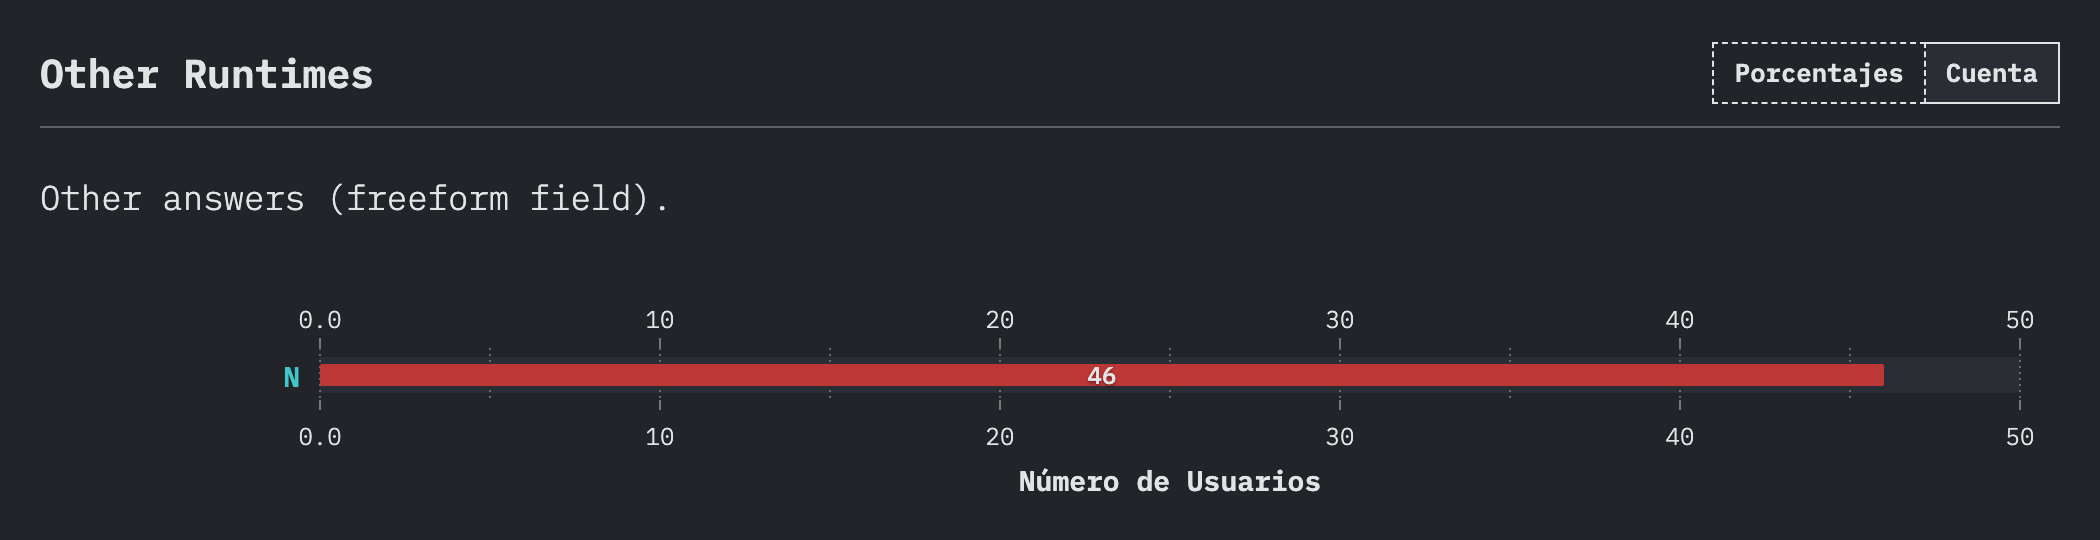 Other Runtimes
Porcentajes Cuenta
Other answers (freeform field).
0.0 10 20 30 40 50
N 46
0.0 10 20 30 40 50
Número de Usuarios